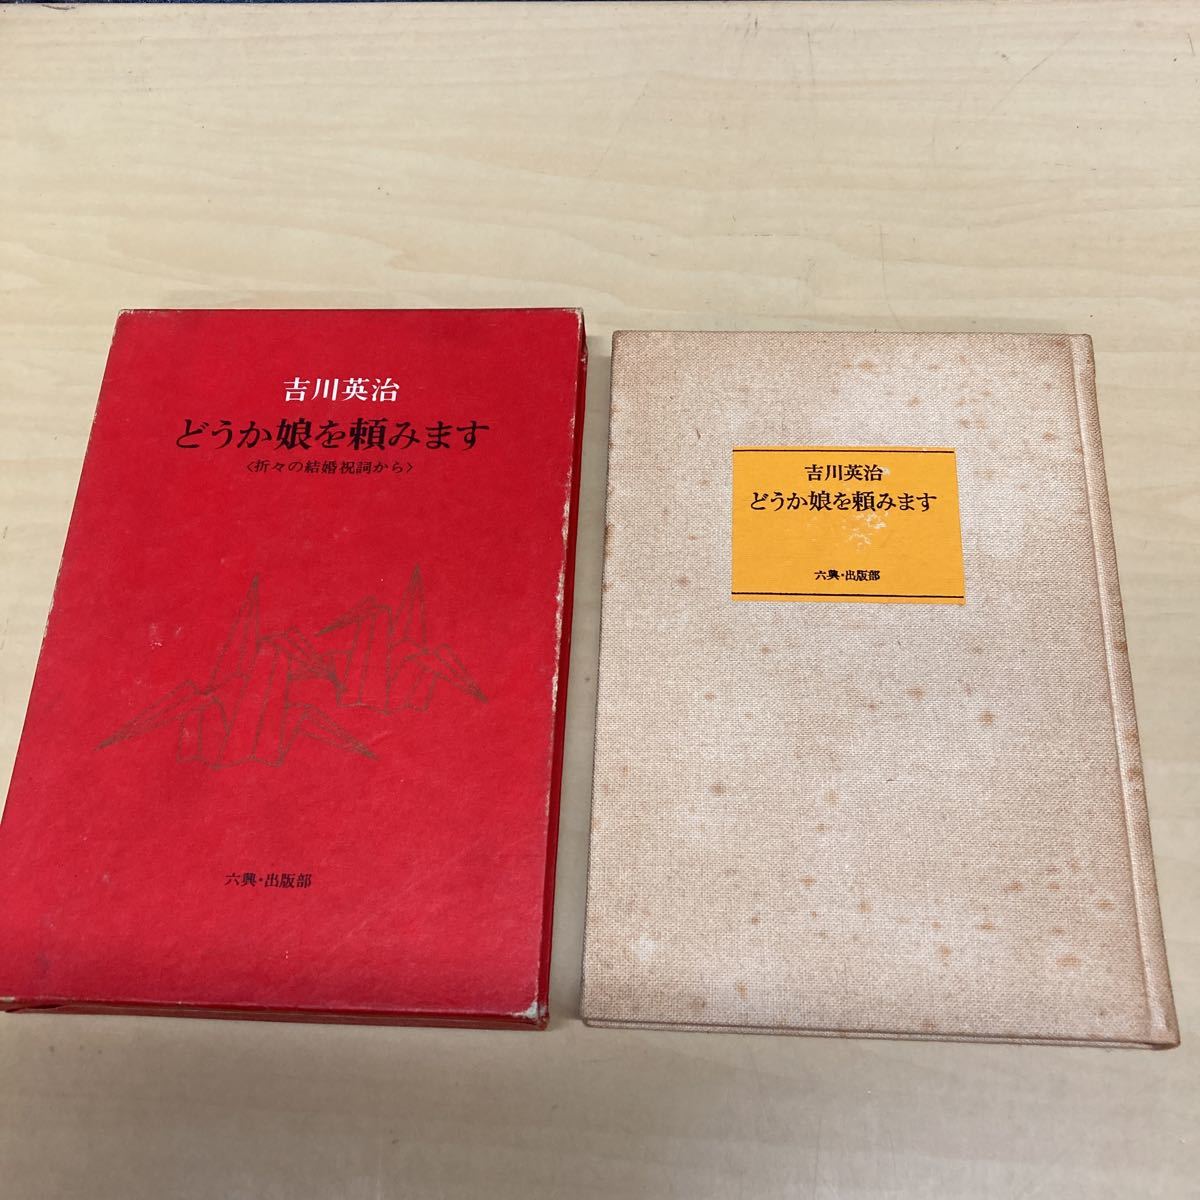 吉川英治
どうか娘を頼みます
〈折々の結婚祝詞から〉
六興・出版部
吉川英治
どうか娘を頼みます
六興・出版部